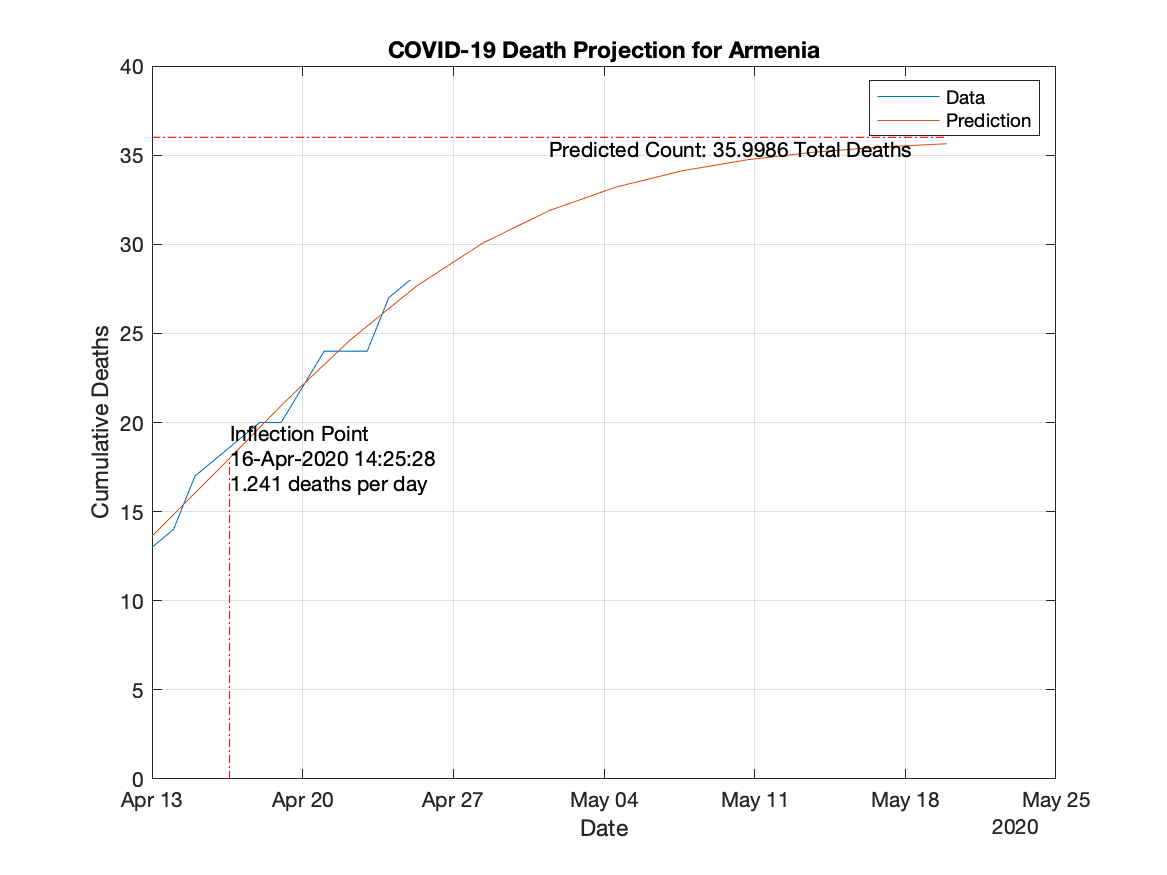 COVID-19 Death Projection for Armenia
40
35
30
25
20
15
10
5
0
Cumulative Deaths
Data
Prediction
Predicted Count: 35.9986 Total Deaths
Inflection Point
16-Apr-2020 14:25:28
1.241 deaths per day
Apr 13 Apr 20 Apr 27 May 04 May 11 May 18 May 25
Date
2020